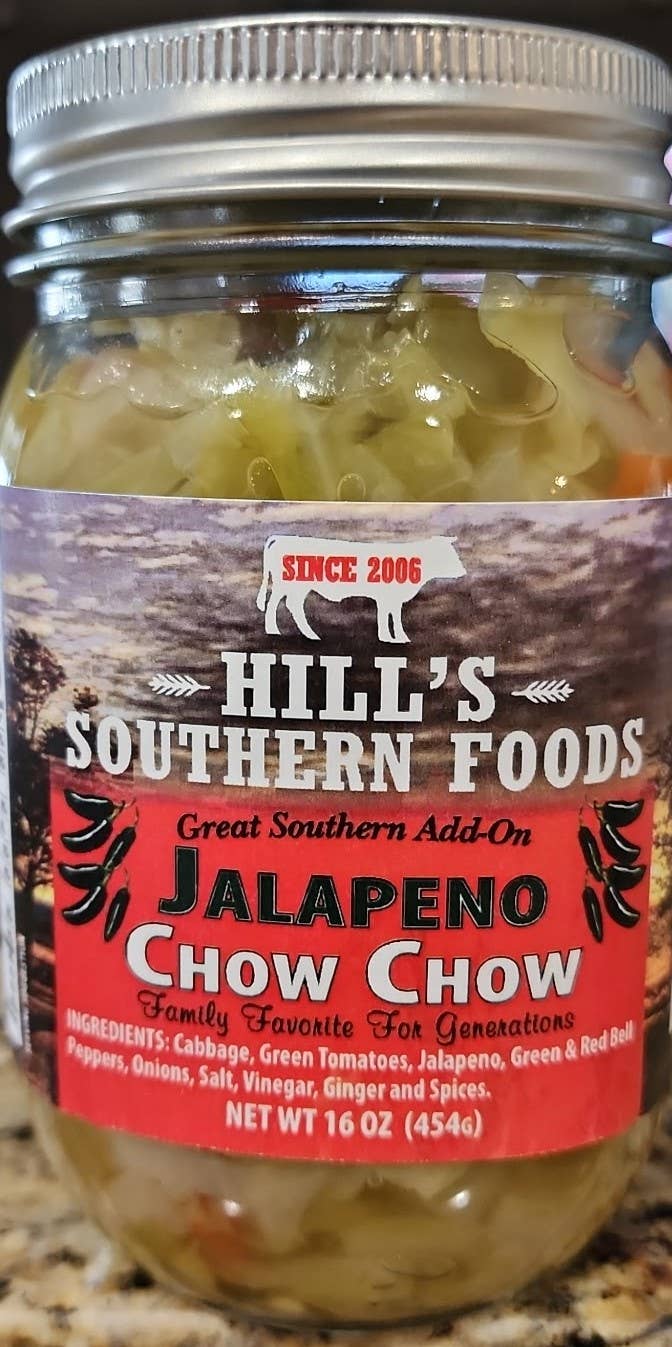 SINCE 2006
HILL'S
SOUTHERN FOODS
Great Southern Add-On
JALAPENO
CHOW CHOW
Family Favorite For Generations
INGREDIENTS: Cabbage, Green Tomatoes, Jalapeno, Green & Red Bell
Peppers, Onions, Salt, Vinegar, Ginger and Spices.
NET WT 16 OZ (454G)